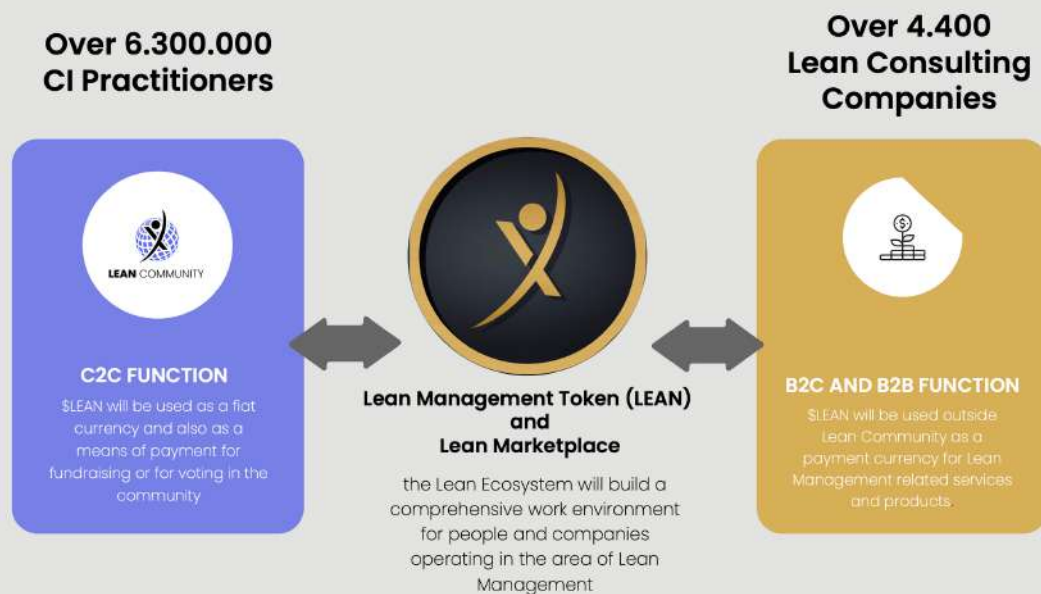 Over 6.300.000
CI Practitioners
LEAN COMMUNITY
C2C FUNCTION
$LEAN will be used as a fiat
currency and also as a
means of payment for
fundraising or for voting in the
community
Lean Management Token (LEAN)
and
Lean Marketplace
the Lean Ecosystem will build a
comprehensive work environment
for people and companies
operating in the area of Lean
Management
Over 4.400
Lean Consulting
Companies
$
B2C AND B2B FUNCTION
$LEAN will be used outside
Lean Community as a
payment currency for Lean
Management related services
and products.